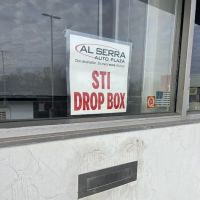 AL SERRA
AUTO PLAZA
STI
DROP BOX